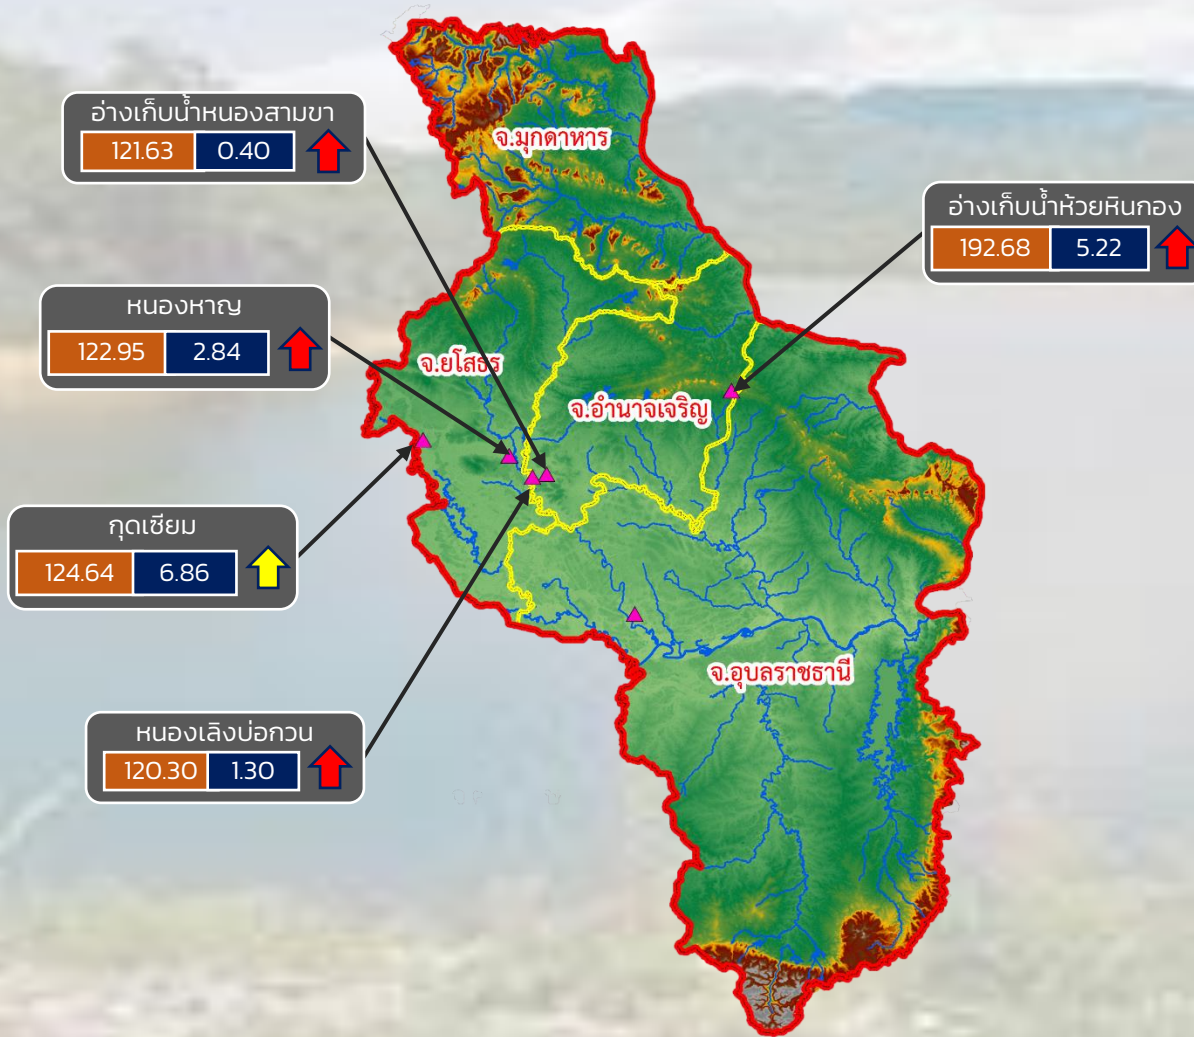 อ่างเก็บน้ำหนองสามขา
121.63 0.40
จ.มุกดาหาร
อ่างเก็บน้ำห้วยหินกอง
192.68 5.22
หนองหาญ
122.95 2.84
จ.ยโสธร
จ.อำนาจเจริญ
กุดเซียม
124.64 6.86
จ.อุบลราชธานี
หนองเลิงบ่อกวน
120.30 1.30